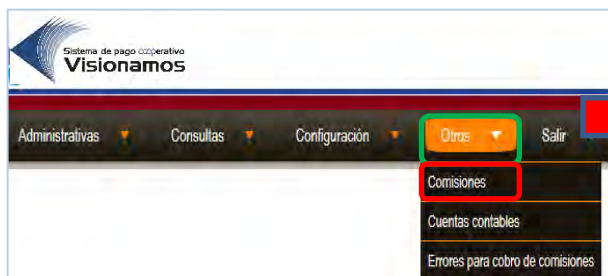 Sistema de pago cooperativo
Visionamos
Administrativas Consultas Configuración Otros Salir
Comisiones
Cuentas contables
Errores para cobro de comisiones